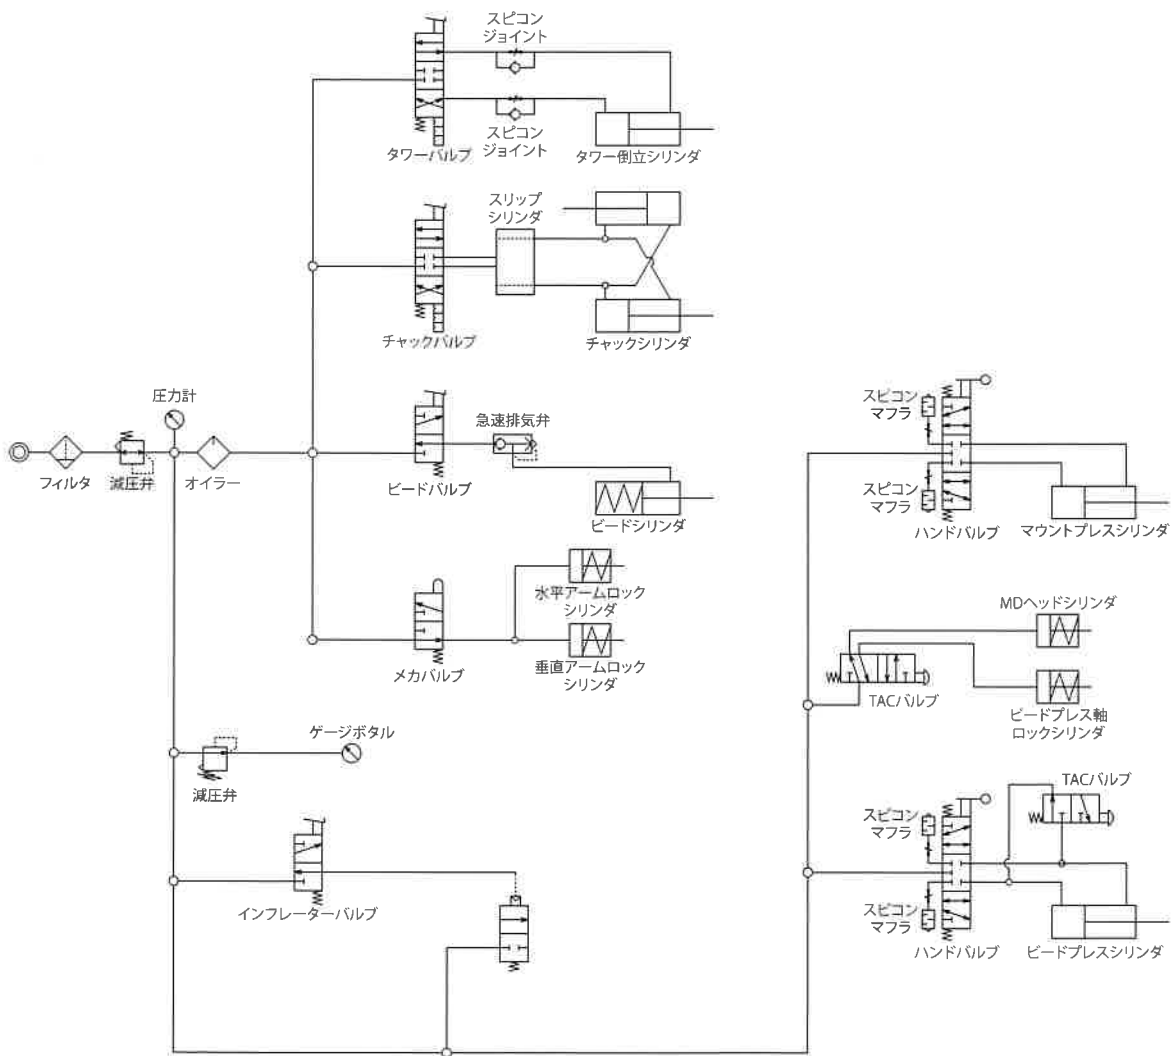 スピコン
ジョイント
スピコン
ジョイント
タワーバルブ
タワー倒立シリンダ
スリップ
シリンダ
チャックバルブ
チャックシリンダ
圧力計
フィルタ
減圧弁
オイラー
ビードバルブ
急速排気弁
ビードシリンダ
水平アームロック
シリンダ
垂直アームロック
シリンダ
メカバルブ
ゲージボタル
減圧弁
インフレーターバルブ
スピコン
マフラ
スピコン
マフラ
ハンドバルブ
マウントプレスシリンダ
MDヘッドシリンダ
TACバルブ
ビードプレス軸
ロックシリンダ
TACバルブ
スピコン
マフラ
スピコン
マフラ
ハンドバルブ
ビードプレスシリンダ